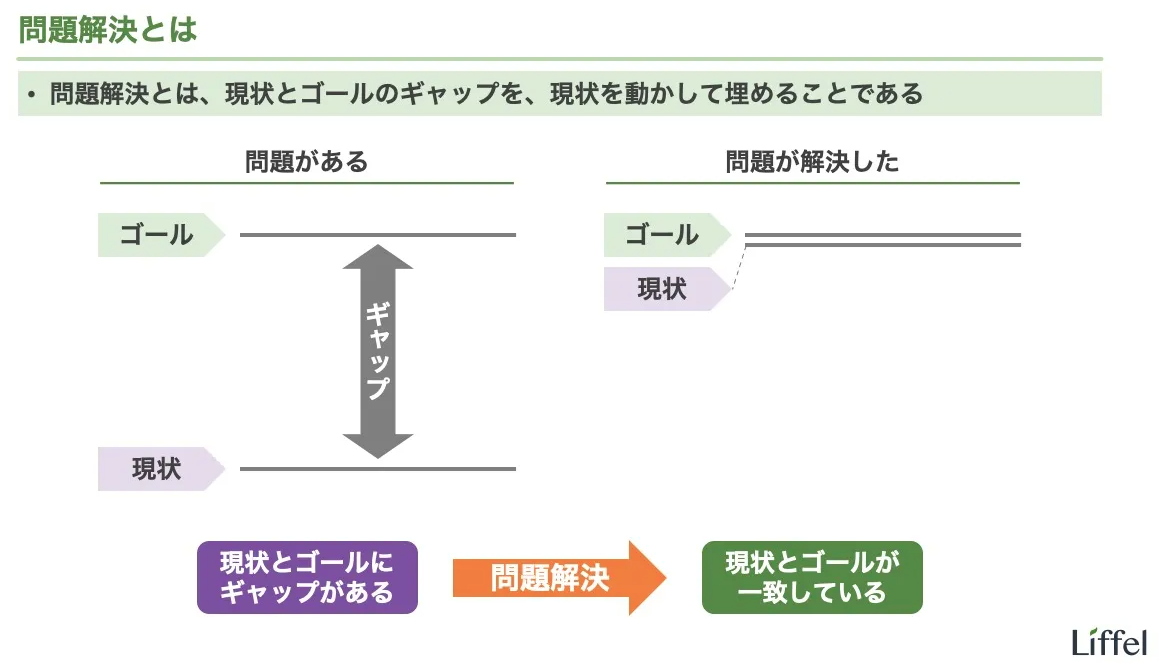 問題解決とは
• 問題解決とは、現状とゴールのギャップを、現状を動かして埋めることである
問題がある
ゴール
ギャップ
現状
問題が解決した
ゴール
現状
現状とゴールに
ギャップがある
問題解決
現状とゴールが
一致している
Liffel